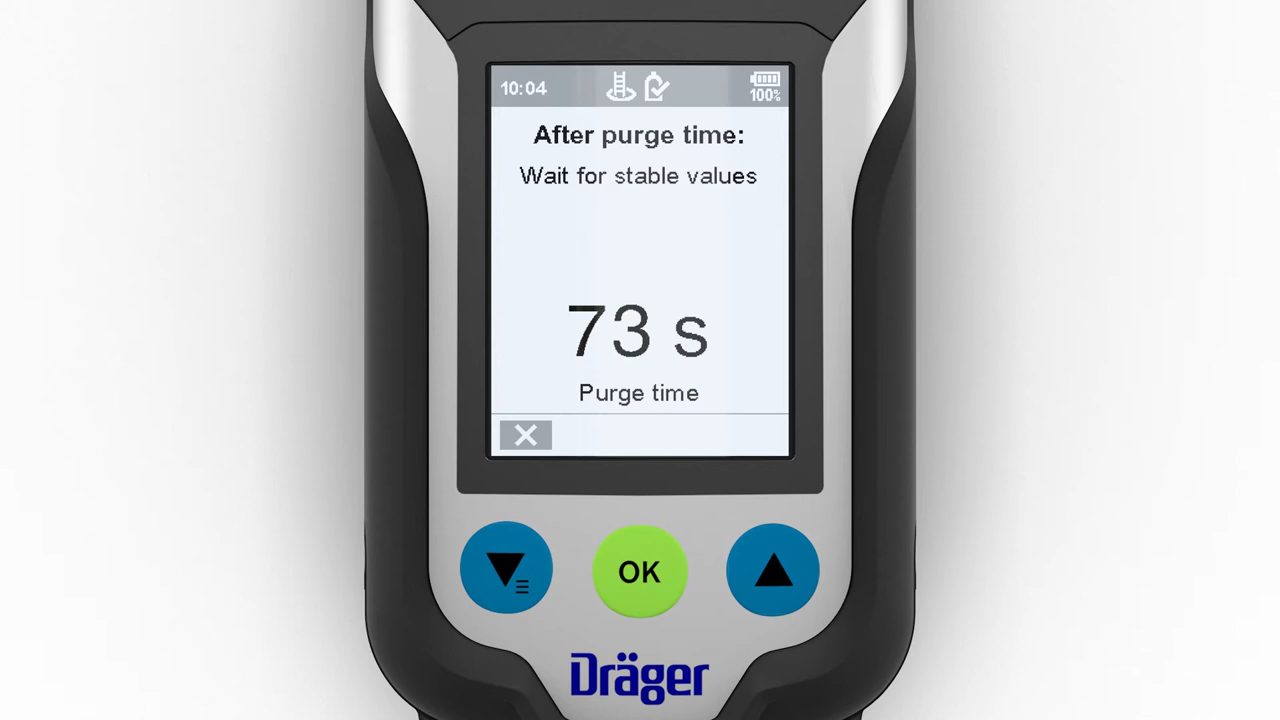 10:04
100%
After purge time:
Wait for stable values
73 s
Purge time
OK
Dräger